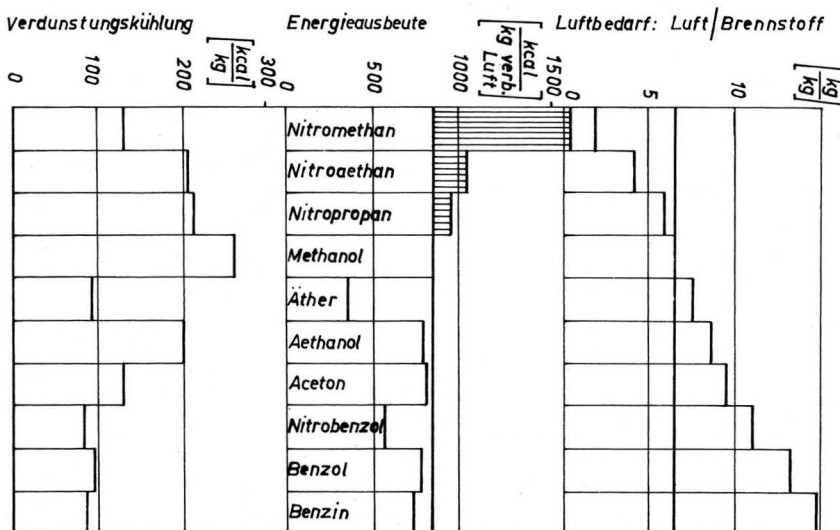 Verdunstungskühlung
[kcal/kg]
0 100 200 300
Energieausbeute
[kcal/kg verb. Luft]
0 500 1000 1500
Luftbedarf: Luft/Brennstoff
[kg/kg]
0 5 10
Nitromethan
Nitroaethan
Nitropropan
Methanol
Äther
Aethanol
Aceton
Nitrobenzol
Benzol
Benzin